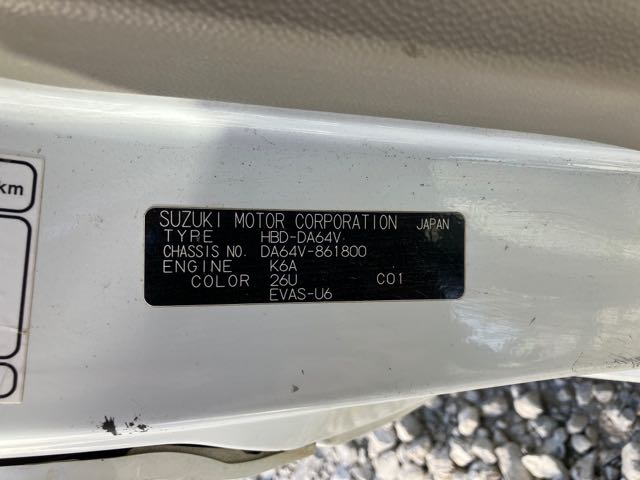 km
SUZUKI MOTOR CORPORATION JAPAN
TYPE HBD-DA64V
CHASSIS NO. DA64V-861800
ENGINE K6A
COLOR 26U C01
EVAS-U6